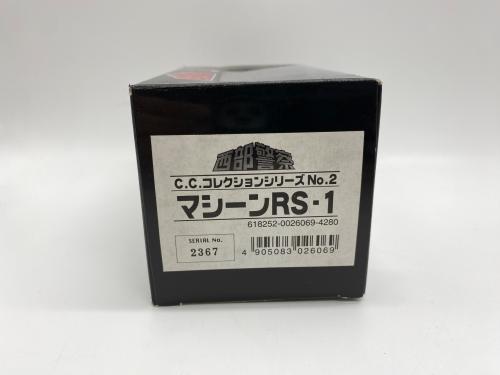 西部警察
C.C.コレクションシリーズNo.2
マシーンRS-1
618252-0026069-4280
SERIAL No.
2367
4 905083 026069